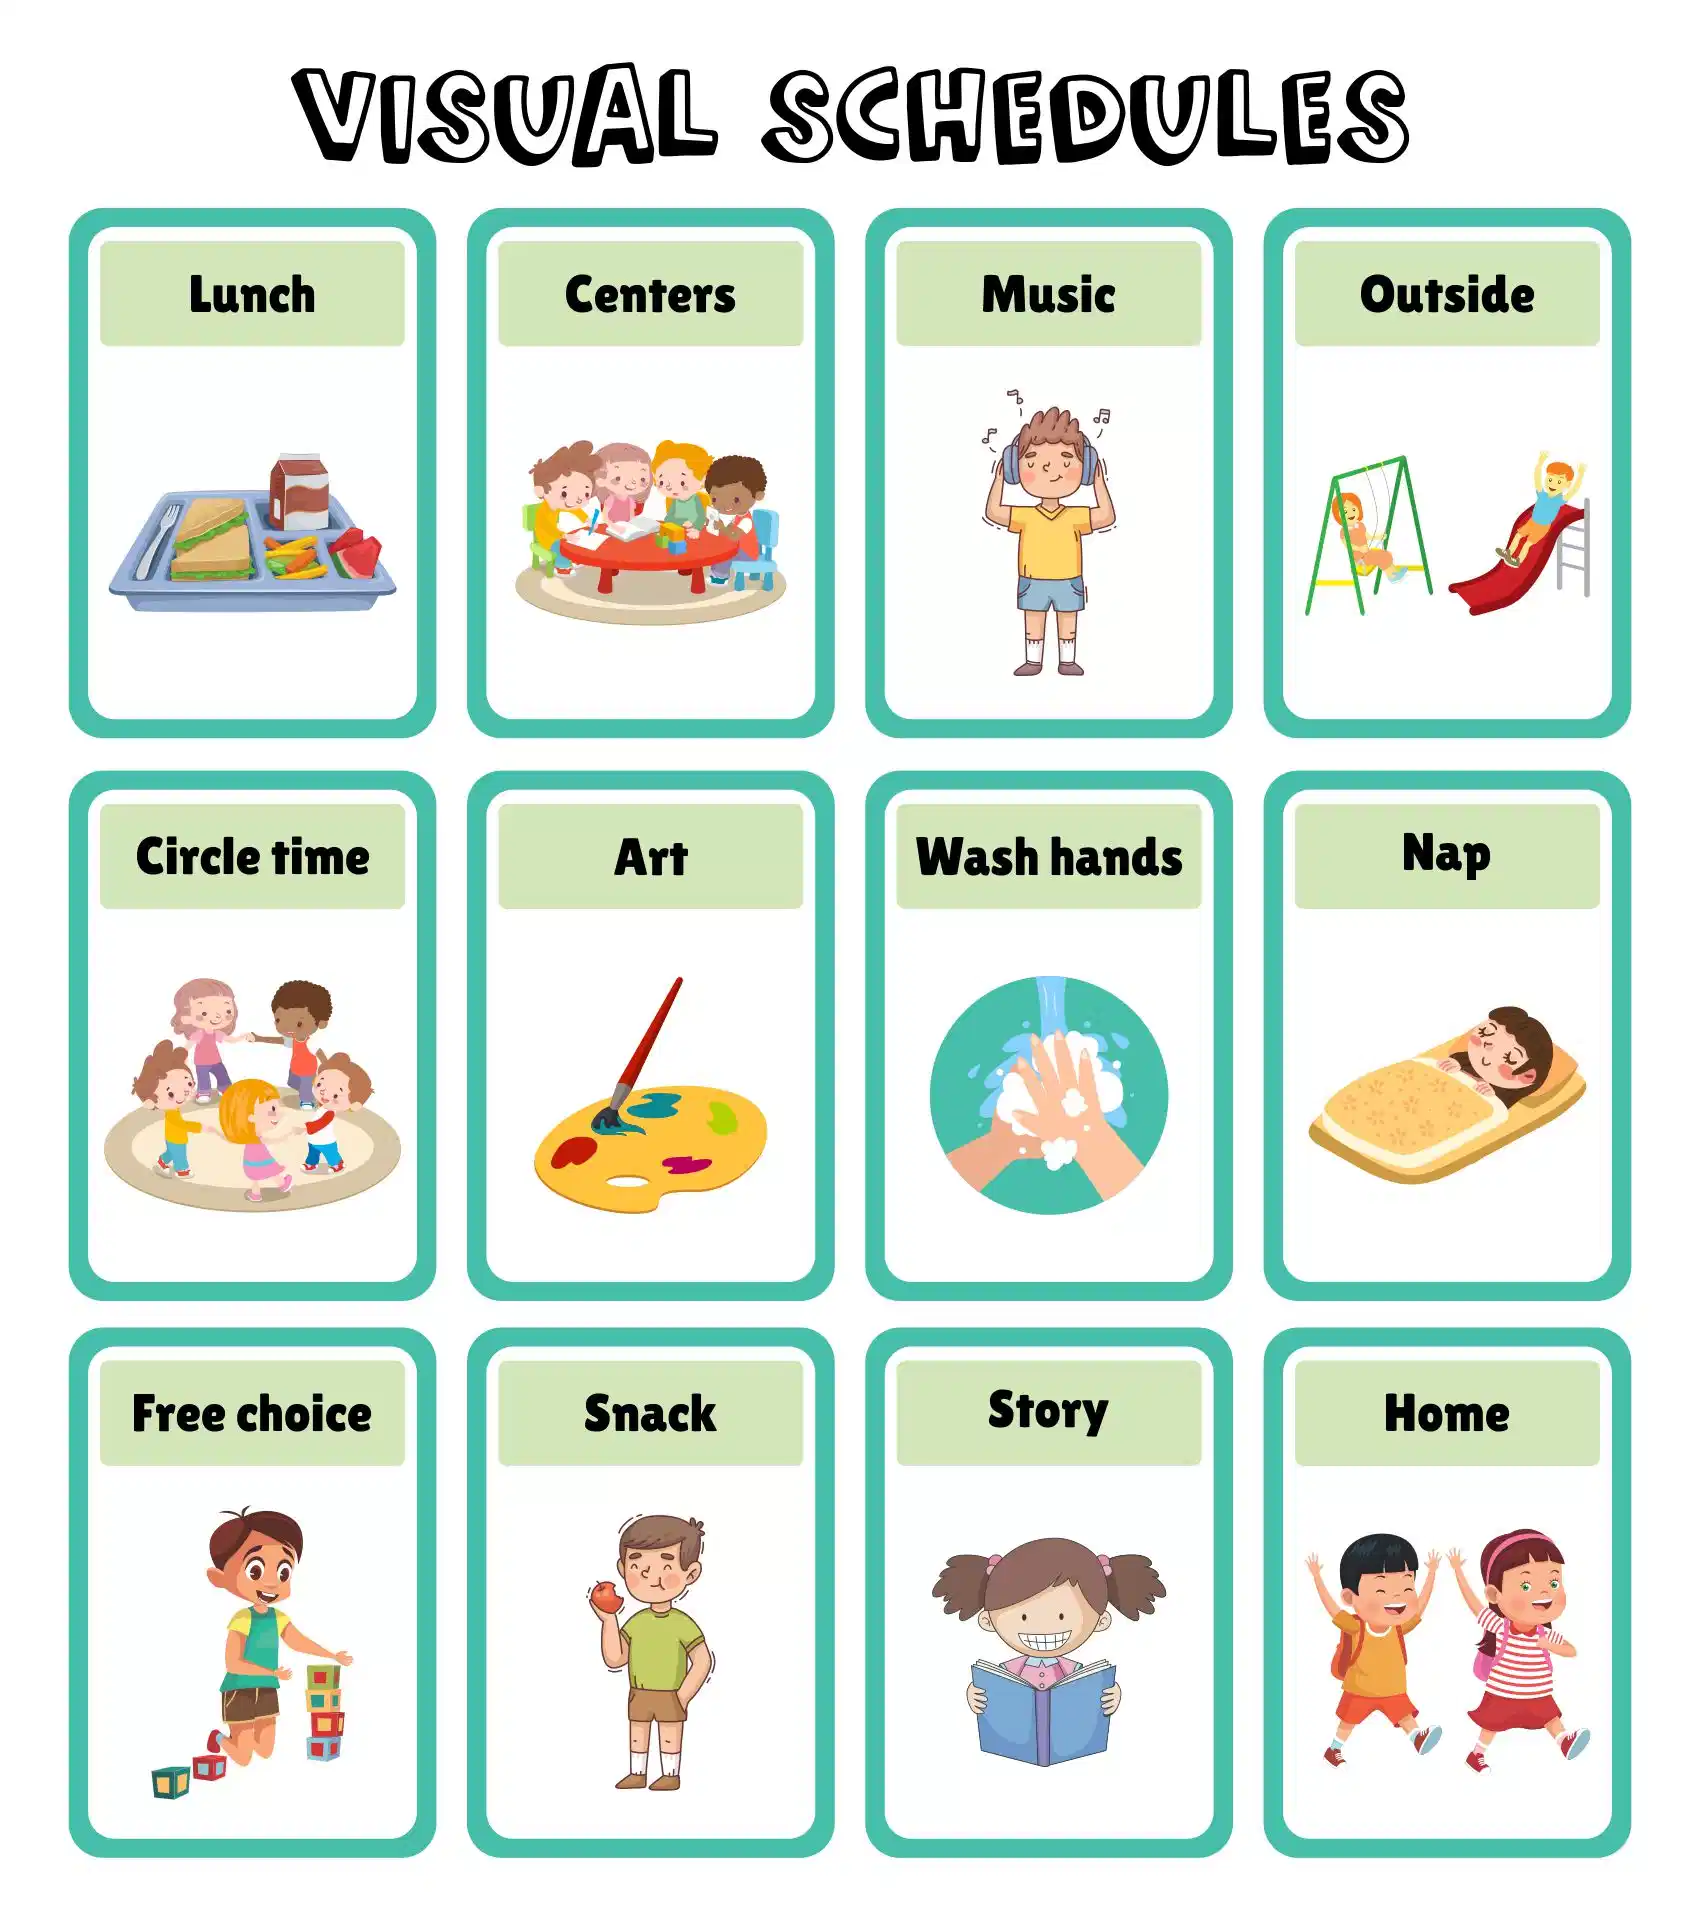 VISUAL SCHEDULES
Lunch
Centers
Music
Outside
Circle time
Art
Wash hands
Nap
Free choice
Snack
Story
Home